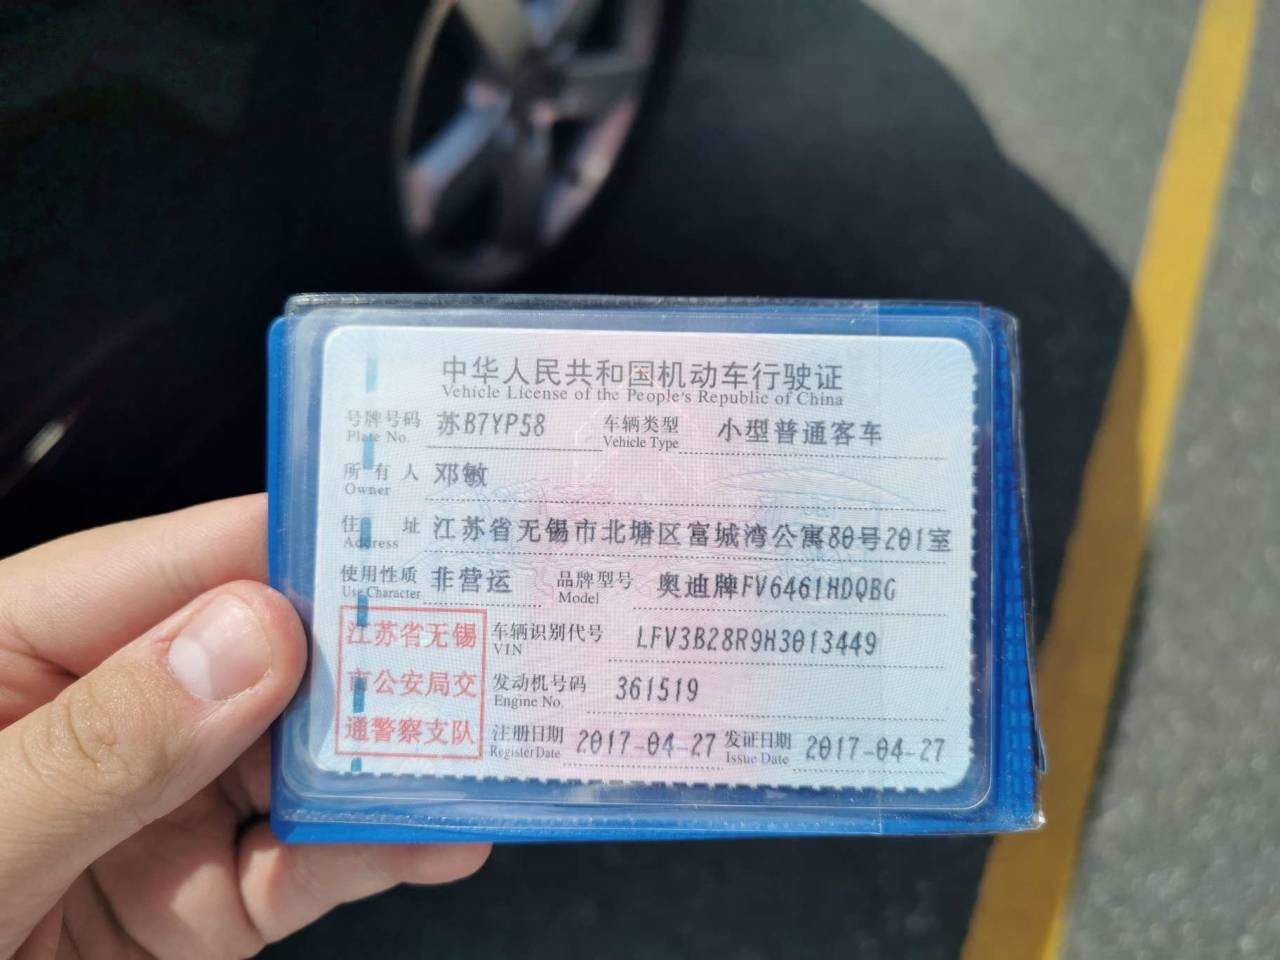 中华人民共和国机动车行驶证
Vehicle License of the People's Republic of China
号牌号码 苏B7YP58 车辆类型 小型普通客车
Plate No. Vehicle Type
所有人 邓敏
Owner
住址 江苏省无锡市北塘区富城湾公寓80号201室
Address
使用性质 非营运 品牌型号 奥迪牌FV6461HDQBG
Use Character Model
江苏省无锡
市公安局交
通警察支队
车辆识别代号 LFV3B28R9H3013449
VIN
发动机号码 361519
Engine No.
注册日期 2017-04-27 发证日期 2017-04-27
Register Date Issue Date